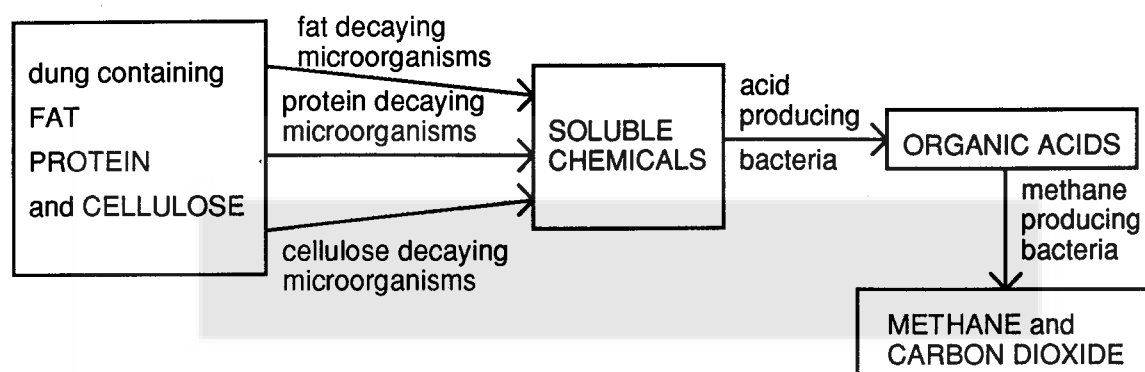 dung containing
FAT
PROTEIN
and CELLULOSE
fat decaying
microorganisms
protein decaying
microorganisms
cellulose decaying
microorganisms
SOLUBLE
CHEMICALS
acid
producing
bacteria
ORGANIC ACIDS
methane
producing
bacteria
METHANE and
CARBON DIOXIDE